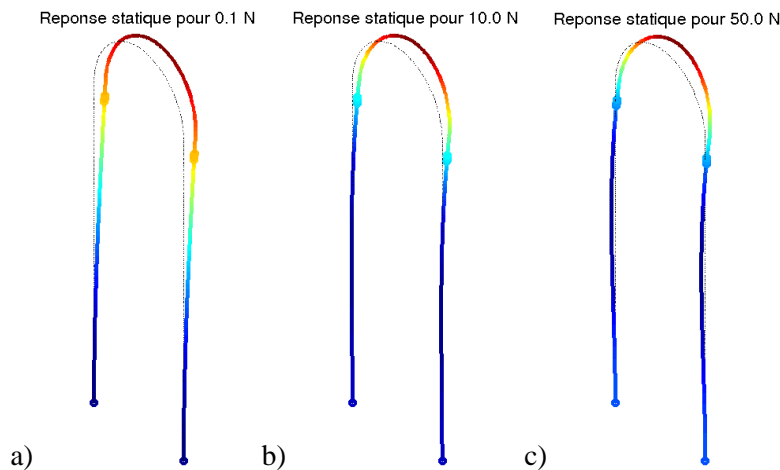 Reponse statique pour 0.1 N
Reponse statique pour 10.0 N
Reponse statique pour 50.0 N
a)
b)
c)